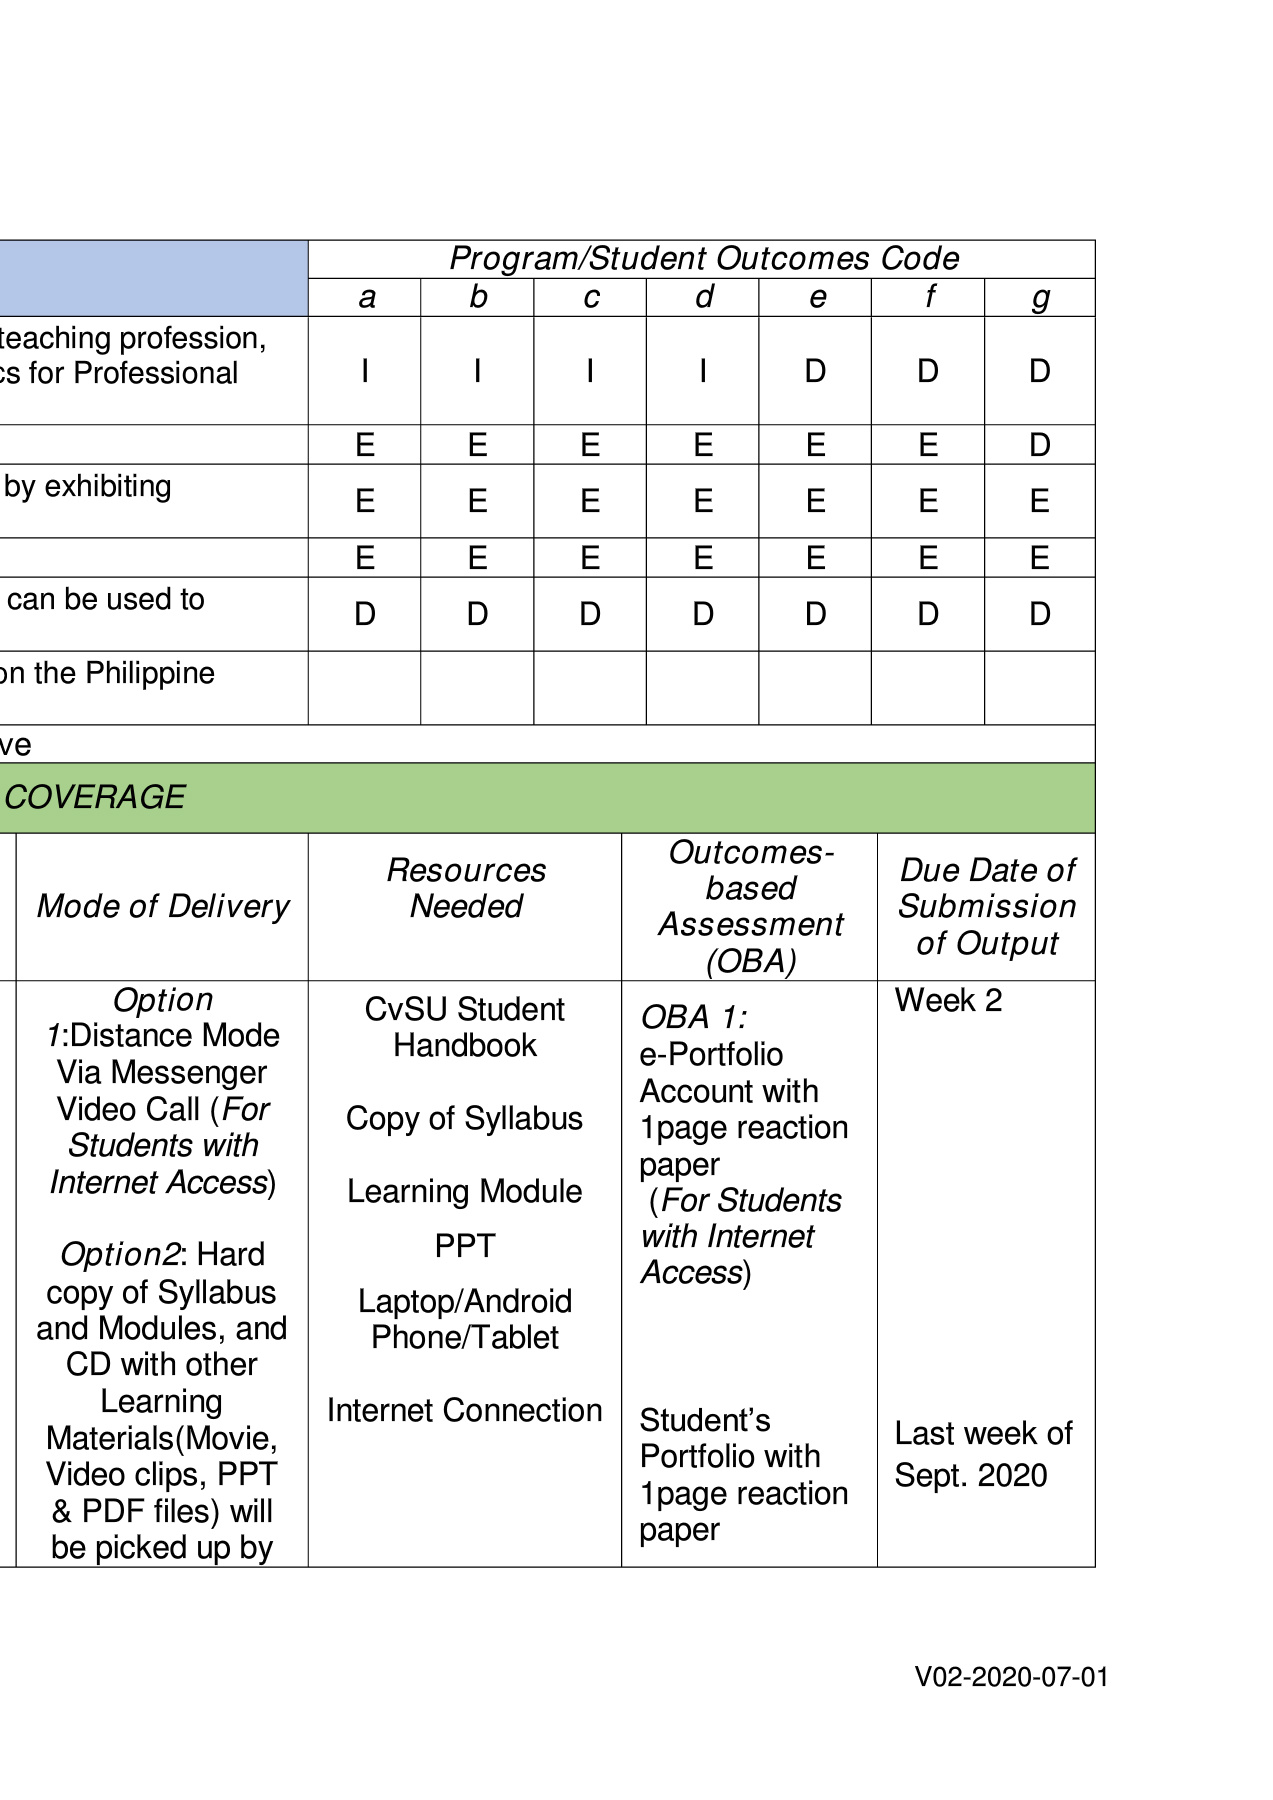 Program/Student Outcomes Code
a b c d e f g
teaching profession,
cs for Professional
I I I I D D D
E E E E E E D
by exhibiting
E E E E E E E
E E E E E E E
can be used to
D D D D D D D
on the Philippine
ve
COVERAGE
Mode of Delivery
Resources
Needed
Outcomes-
based
Assessment
(OBA)
Due Date of
Submission
of Output
Option
1:Distance Mode
Via Messenger
Video Call (For
Students with
Internet Access)
Option2: Hard
copy of Syllabus
and Modules, and
CD with other
Learning
Materials(Movie,
Video clips, PPT
& PDF files) will
be picked up by
CvSU Student
Handbook
Copy of Syllabus
Learning Module
PPT
Laptop/Android
Phone/Tablet
Internet Connection
OBA 1:
e-Portfolio
Account with
1page reaction
paper
(For Students
with Internet
Access)
Student’s
Portfolio with
1page reaction
paper
Week 2
Last week of
Sept. 2020
V02-2020-07-01